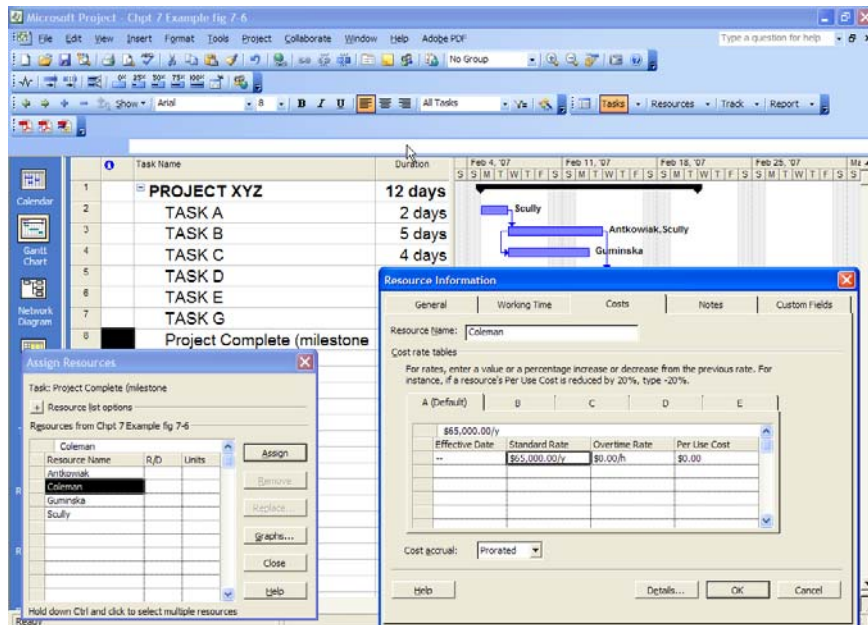 Microsoft Project - Chpt 7 Example fig 7-6
File Edit View Insert Format Tools Project Collaborate Window Help Adobe PDF
Type a question for help
No Group
0% 25% 50% 75% 100%
Show Arial 8 B I U All Tasks Tasks Resources Track Report
Task Name Duration Feb 4, '07 Feb 11, '07 Feb 18, '07 Feb 25, '07
S S M T W T F S S M T W T F S S M T W T F S S M T W T F S S
Calendar
Gantt Chart
Network Diagram
1 PROJECT XYZ 12 days
2 TASK A 2 days Scully
3 TASK B 5 days Antkowiak,Scully
4 TASK C 4 days Guminska
5 TASK D
6 TASK E
7 TASK G
8 Project Complete (milestone
Assign Resources
Task: Project Complete (milestone
+ Resource list options
Resources from Chpt 7 Example fig 7-6
Coleman
Resource Name R/D Units
Antkowiak
Coleman
Guminska
Scully
Assign
Remove
Replace...
Graphs...
Close
Help
Hold down Ctrl and click to select multiple resources
Ready
Resource Information
General Working Time Costs Notes Custom Fields
Resource Name: Coleman
Cost rate tables
For rates, enter a value or a percentage increase or decrease from the previous rate. For
instance, if a resource's Per Use Cost is reduced by 20%, type -20%.
A (Default) B C D E
$65,000.00/y
Effective Date Standard Rate Overtime Rate Per Use Cost
-- $65,000.00/y $0.00/h $0.00
Cost accrual: Prorated
Help Details... OK Cancel